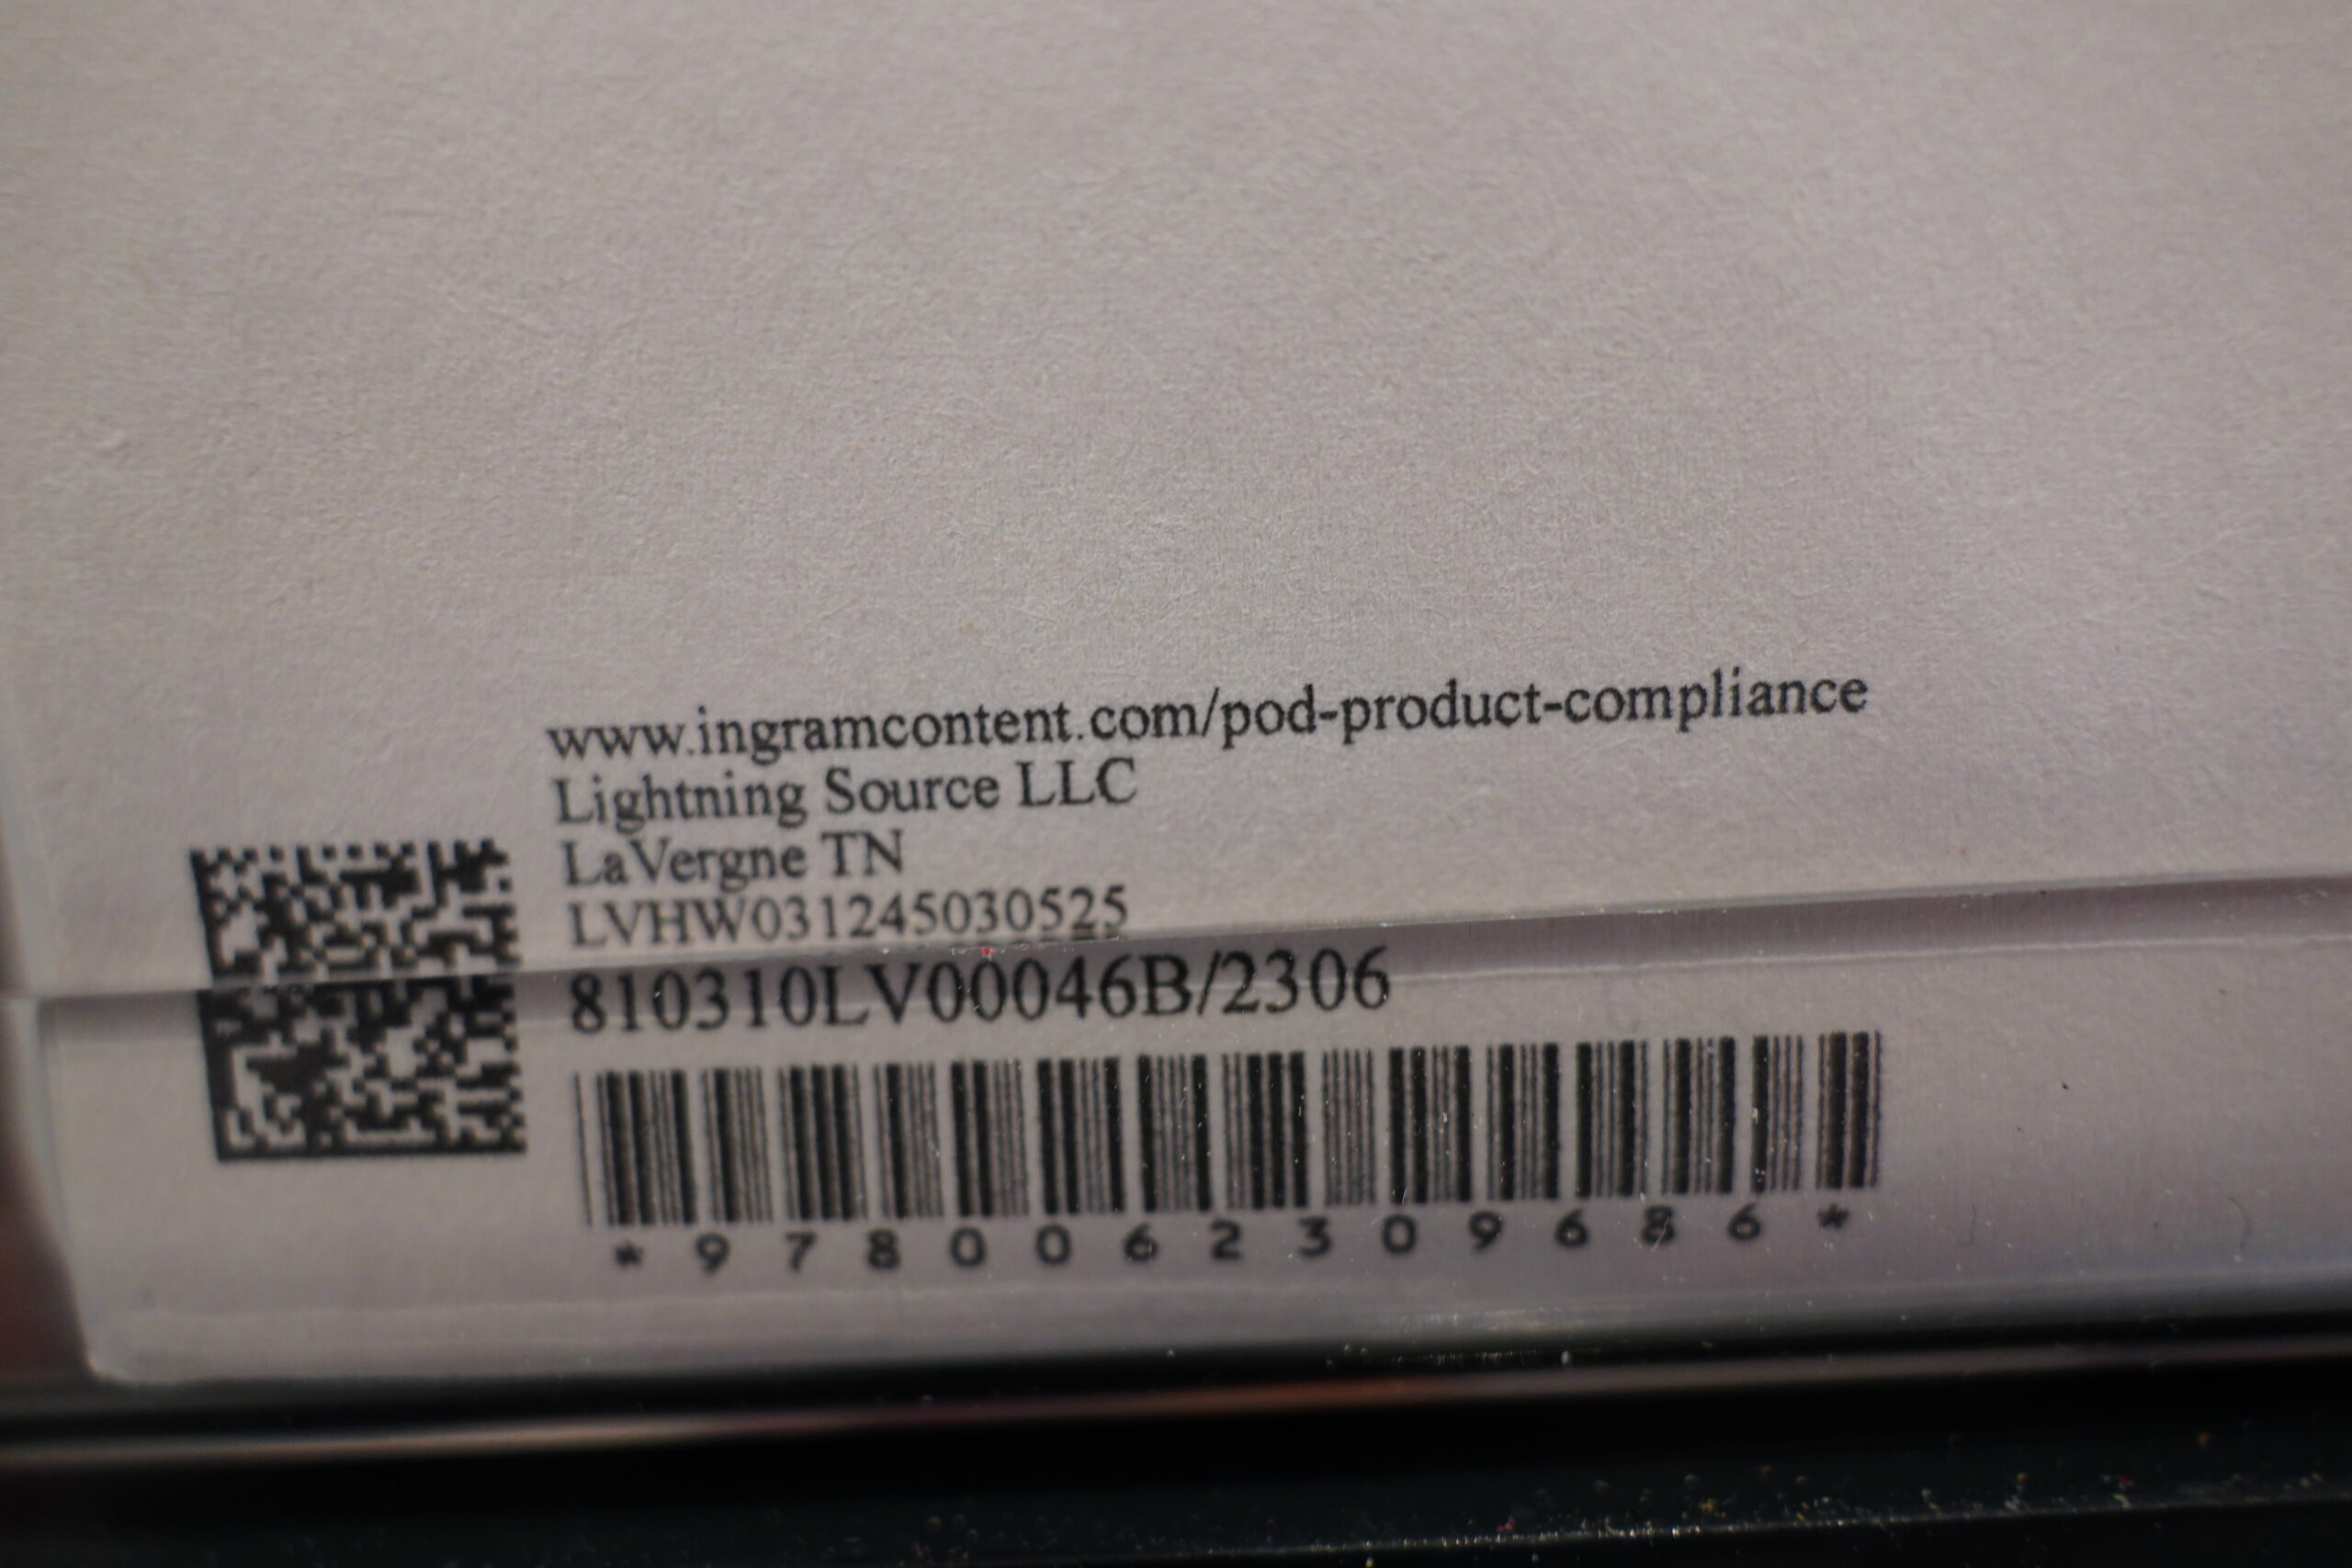 www.ingramcontent.com/pod-product-compliance
Lightning Source LLC
LaVergne TN
LVHW031245030525
810310LV00046B/2306
*9780062309686*